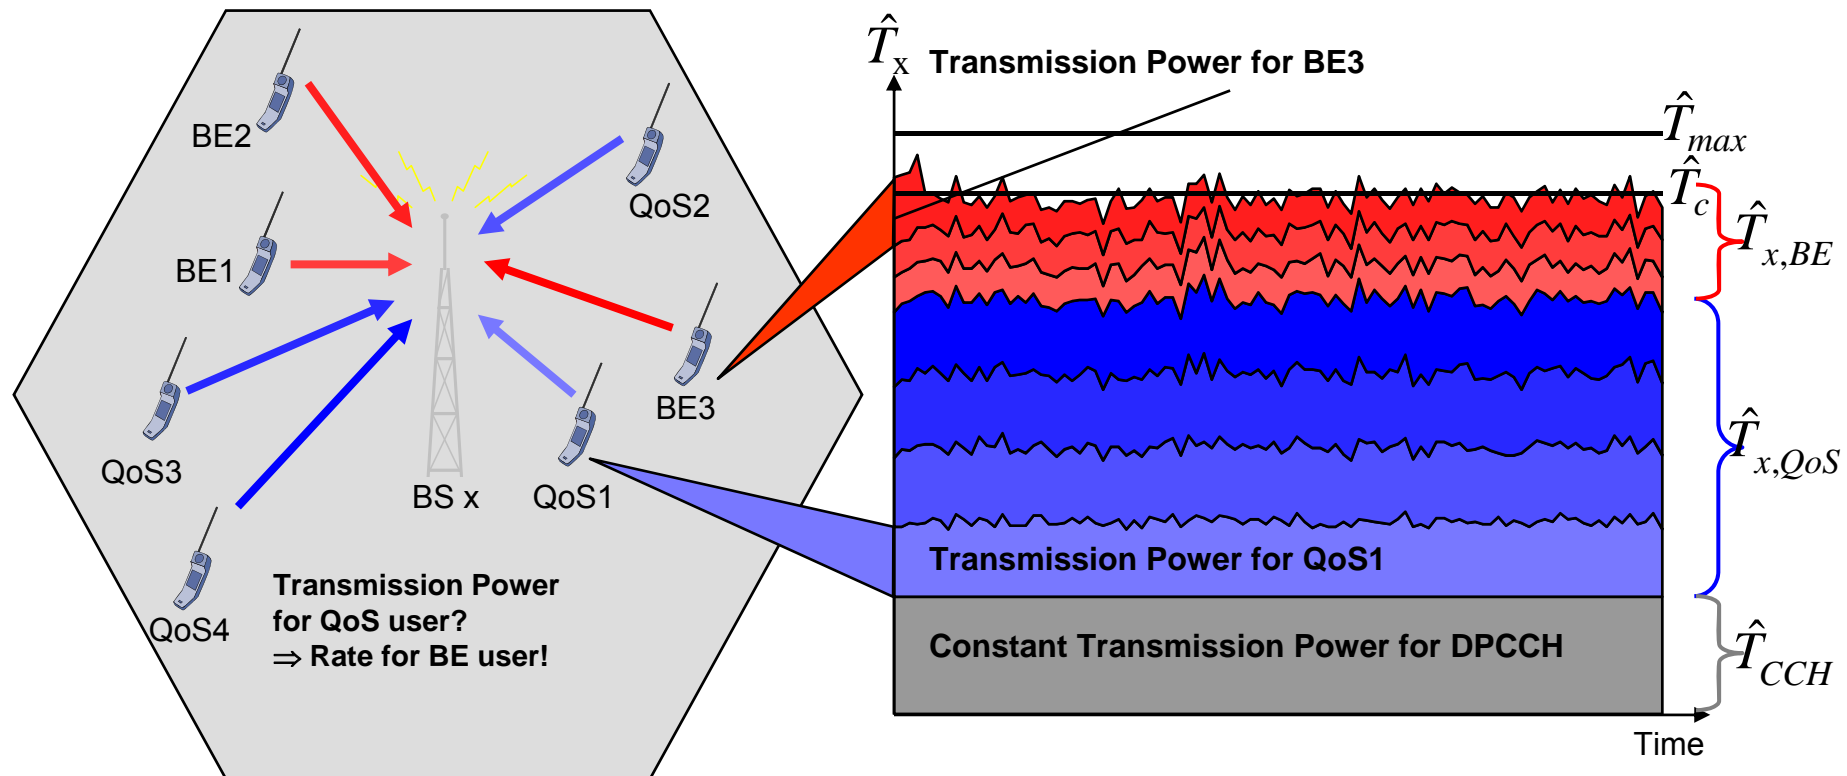 BE2
QoS2
BE1
BE3
QoS3
BS x
QoS1
QoS4
Transmission Power
for QoS user?
⇒ Rate for BE user!
T̂x
Transmission Power for BE3
T̂max
T̂c
T̂x,BE
T̂x,QoS
Transmission Power for QoS1
Constant Transmission Power for DPCCH
T̂CCH
Time